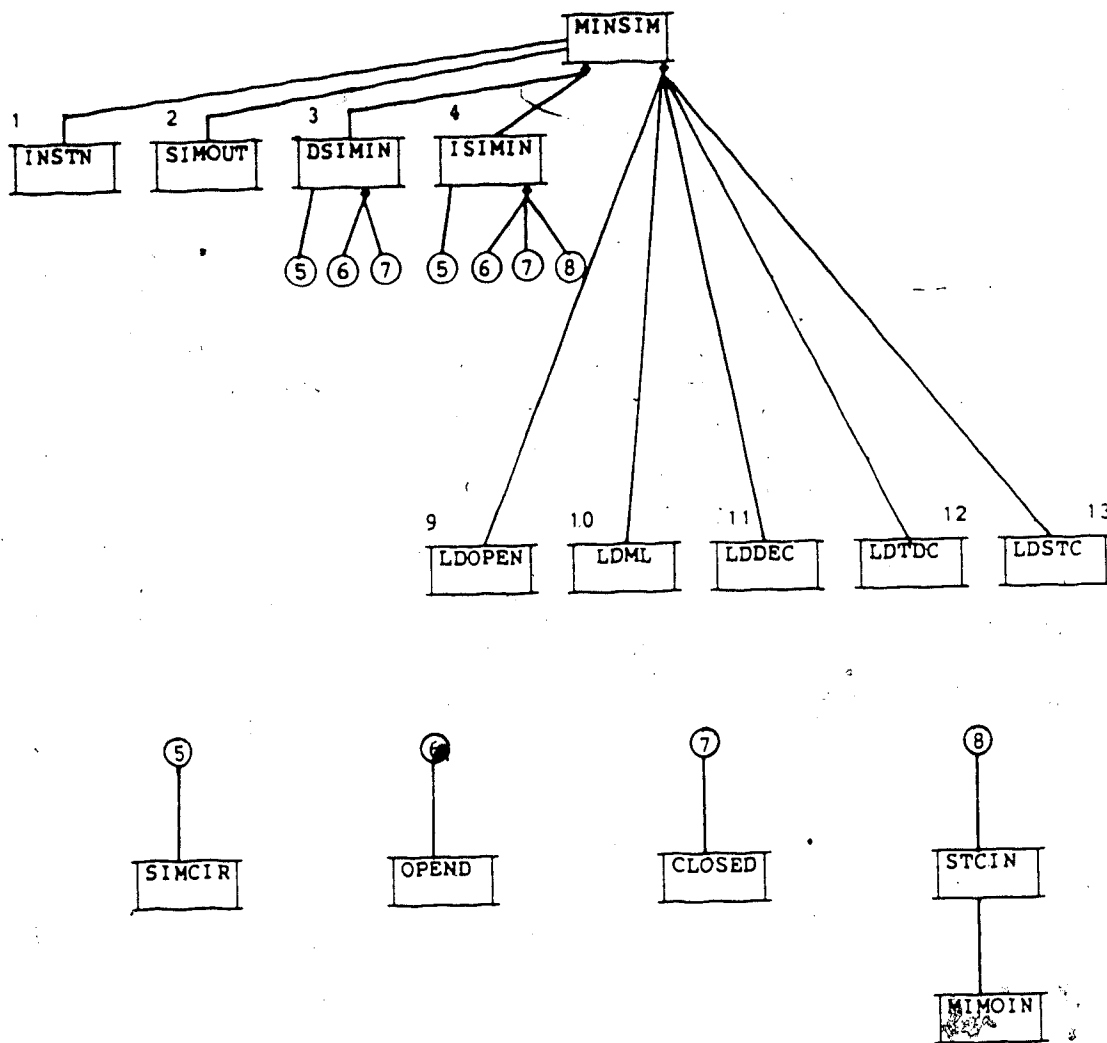 MINSIM
1 2 3 4
INSTN SIMOUT DSIMIN ISIMIN
5 6 7 5 6 7 8
9 10 11 12 13
LDOPEN LDML LDDEC LDTDC LDSTC
5 6 7 8
SIMCIR OPEND CLOSED STCIN
MIMOIN